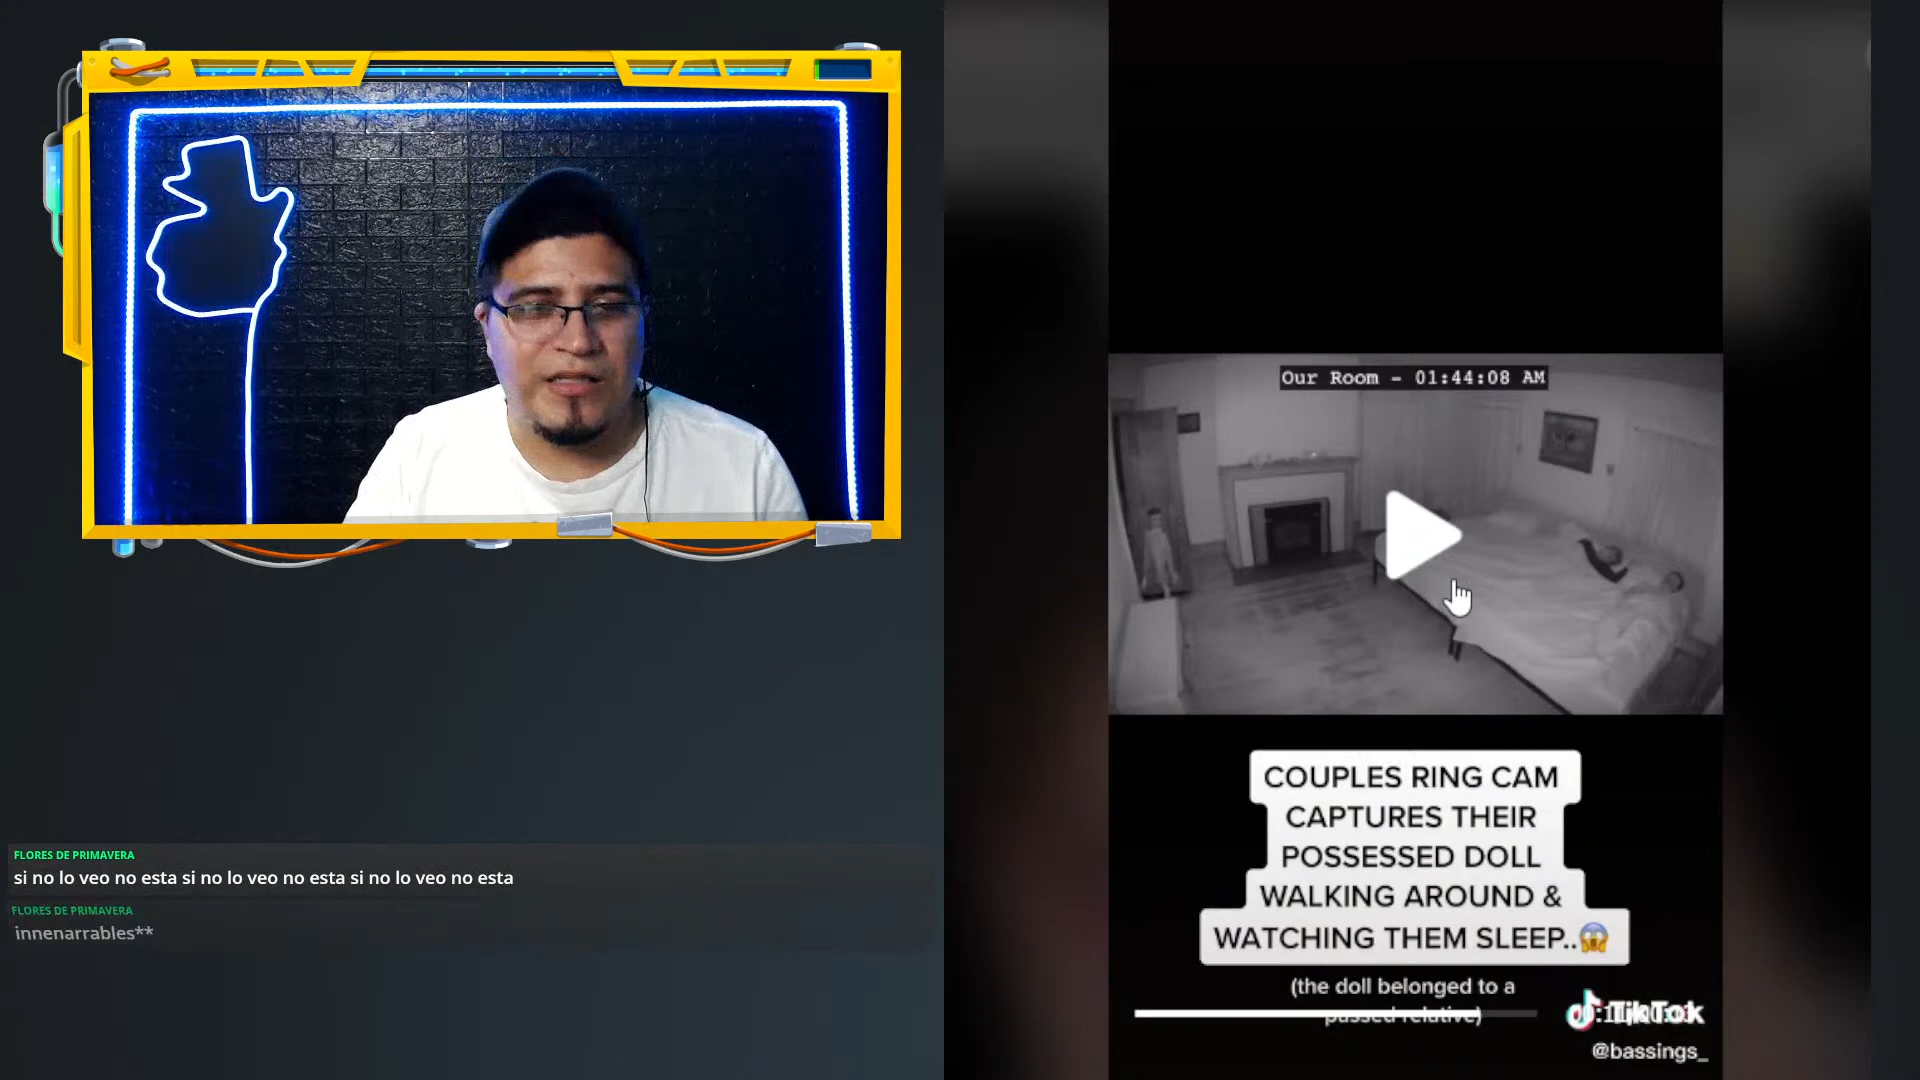 Our Room - 01:44:08 AM
COUPLES RING CAM
CAPTURES THEIR
POSSESSED DOLL
WALKING AROUND &
WATCHING THEM SLEEP..😱
(the doll belonged to a
passed relative)
TikTok
@bassings_
FLORES DE PRIMAVERA
si no lo veo no esta si no lo veo no esta si no lo veo no esta
FLORES DE PRIMAVERA
innenarrables**